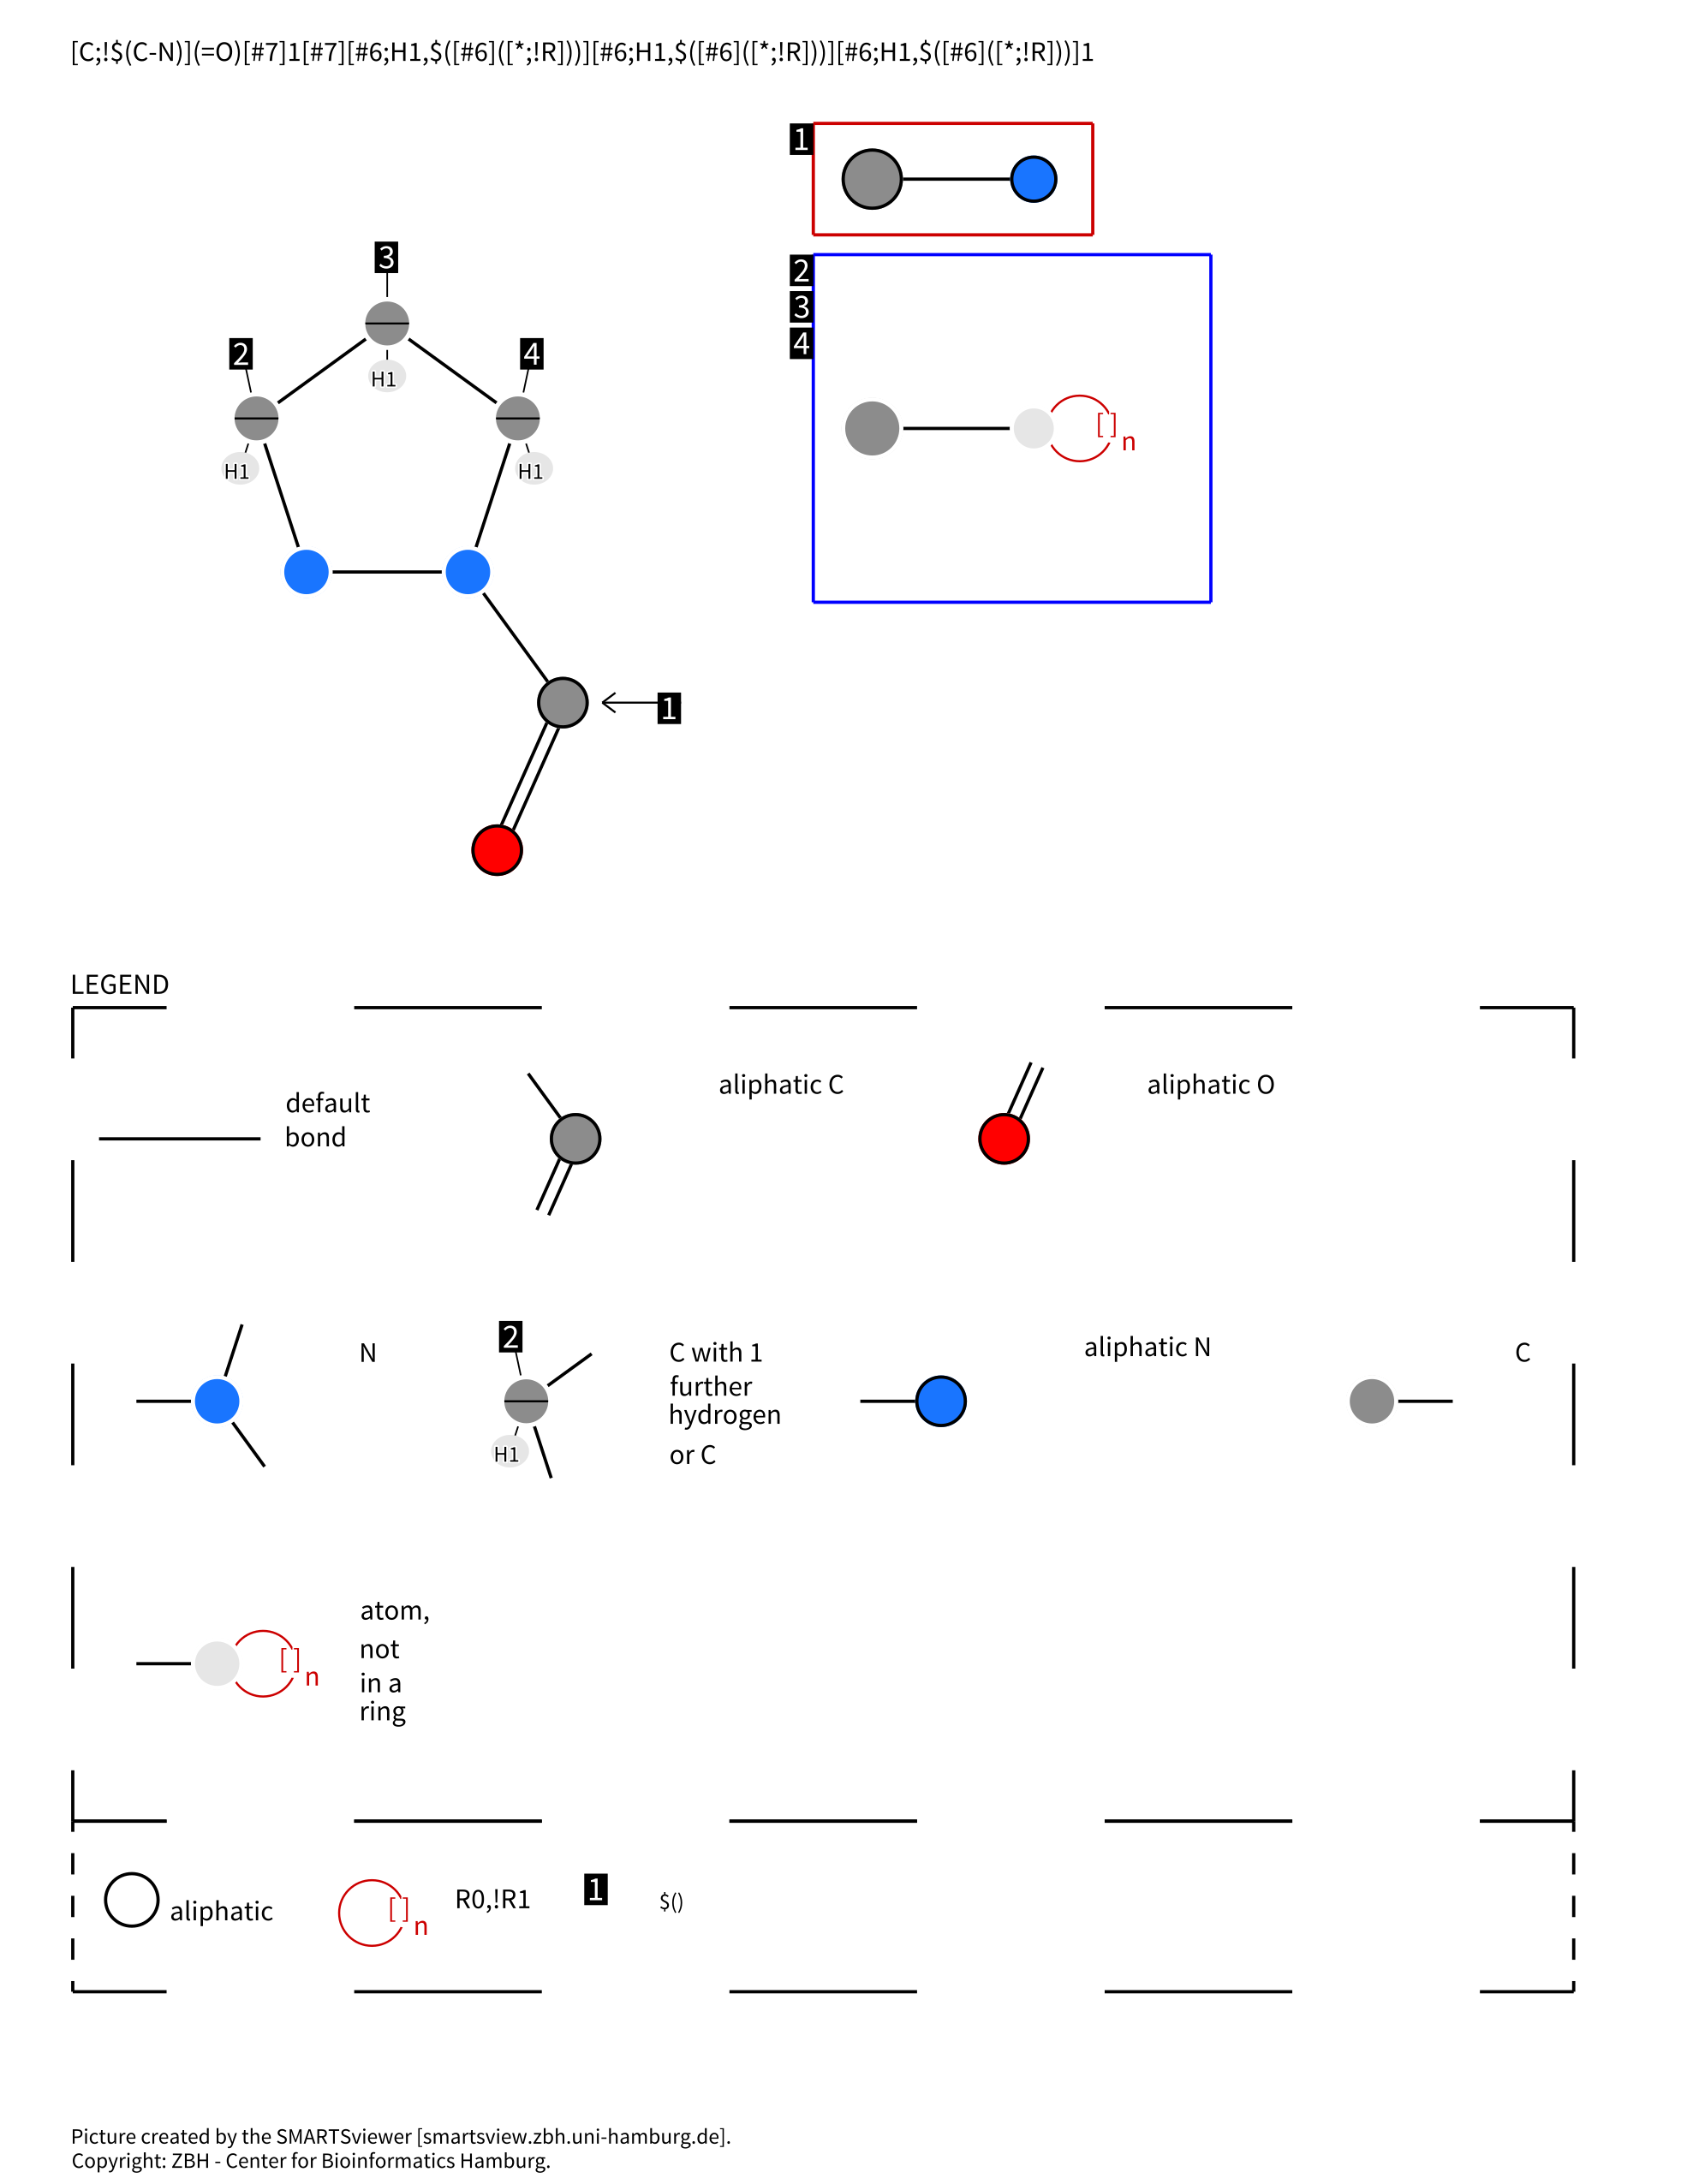 [C;!$(C-N)](=O)[#7]1[#7][#6;H1,$([#6]([*;!R]))][#6;H1,$([#6]([*;!R]))][#6;H1,$([#6]([*;!R]))]1
1
2
3
4
3
2
4
H1
H1
H1
[]n
1
LEGEND
default
bond
aliphatic C
aliphatic O
N
2
H1
C with 1
further
hydrogen
or C
aliphatic N
C
[]n
atom,
not
in a
ring
aliphatic
[]n
R0,!R1
1
$()
Picture created by the SMARTSviewer [smartsview.zbh.uni-hamburg.de].
Copyright: ZBH - Center for Bioinformatics Hamburg.